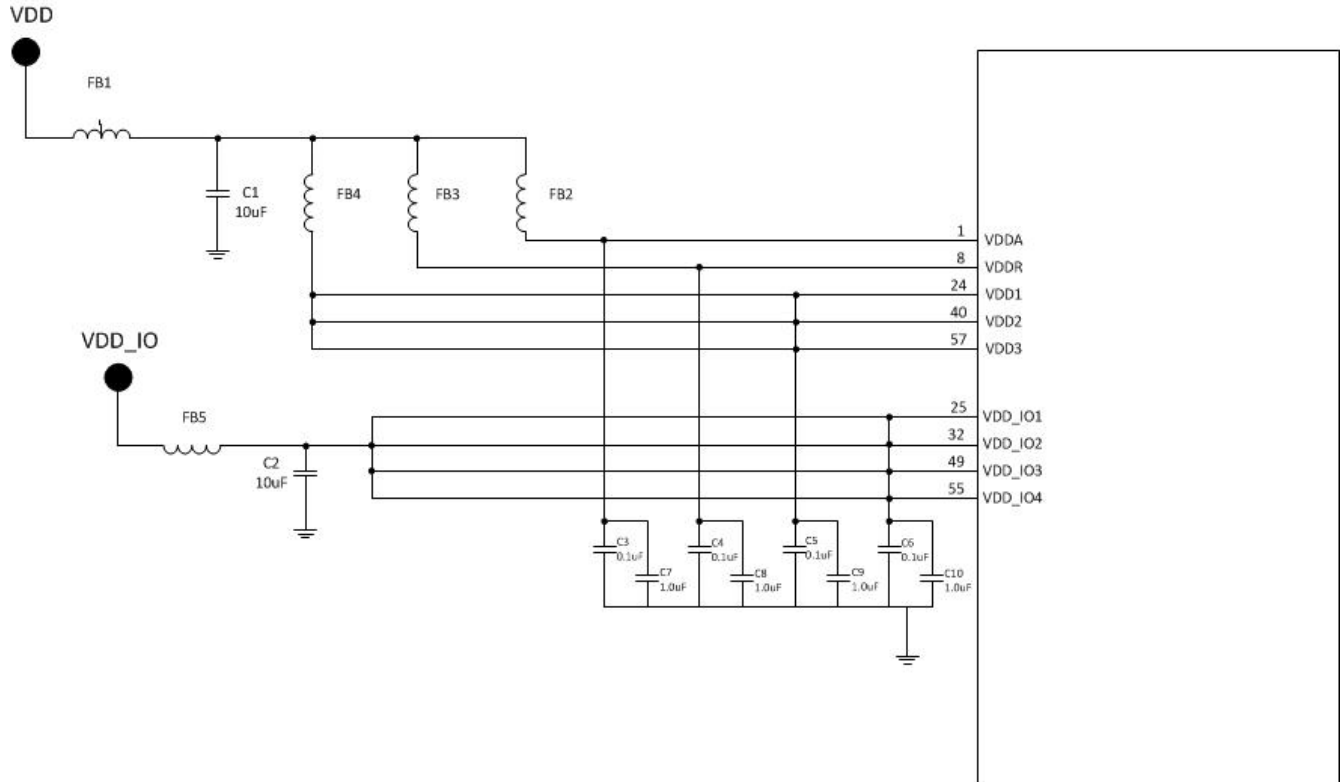 VDD
FB1
C1
10uF
FB4
FB3
FB2
1
VDDA
8
VDDR
24
VDD1
40
VDD2
57
VDD3
VDD_IO
FB5
C2
10uF
25
VDD_IO1
32
VDD_IO2
49
VDD_IO3
55
VDD_IO4
C3
0.1uF
C7
1.0uF
C4
0.1uF
C8
1.0uF
C5
0.1uF
C9
1.0uF
C6
0.1uF
C10
1.0uF